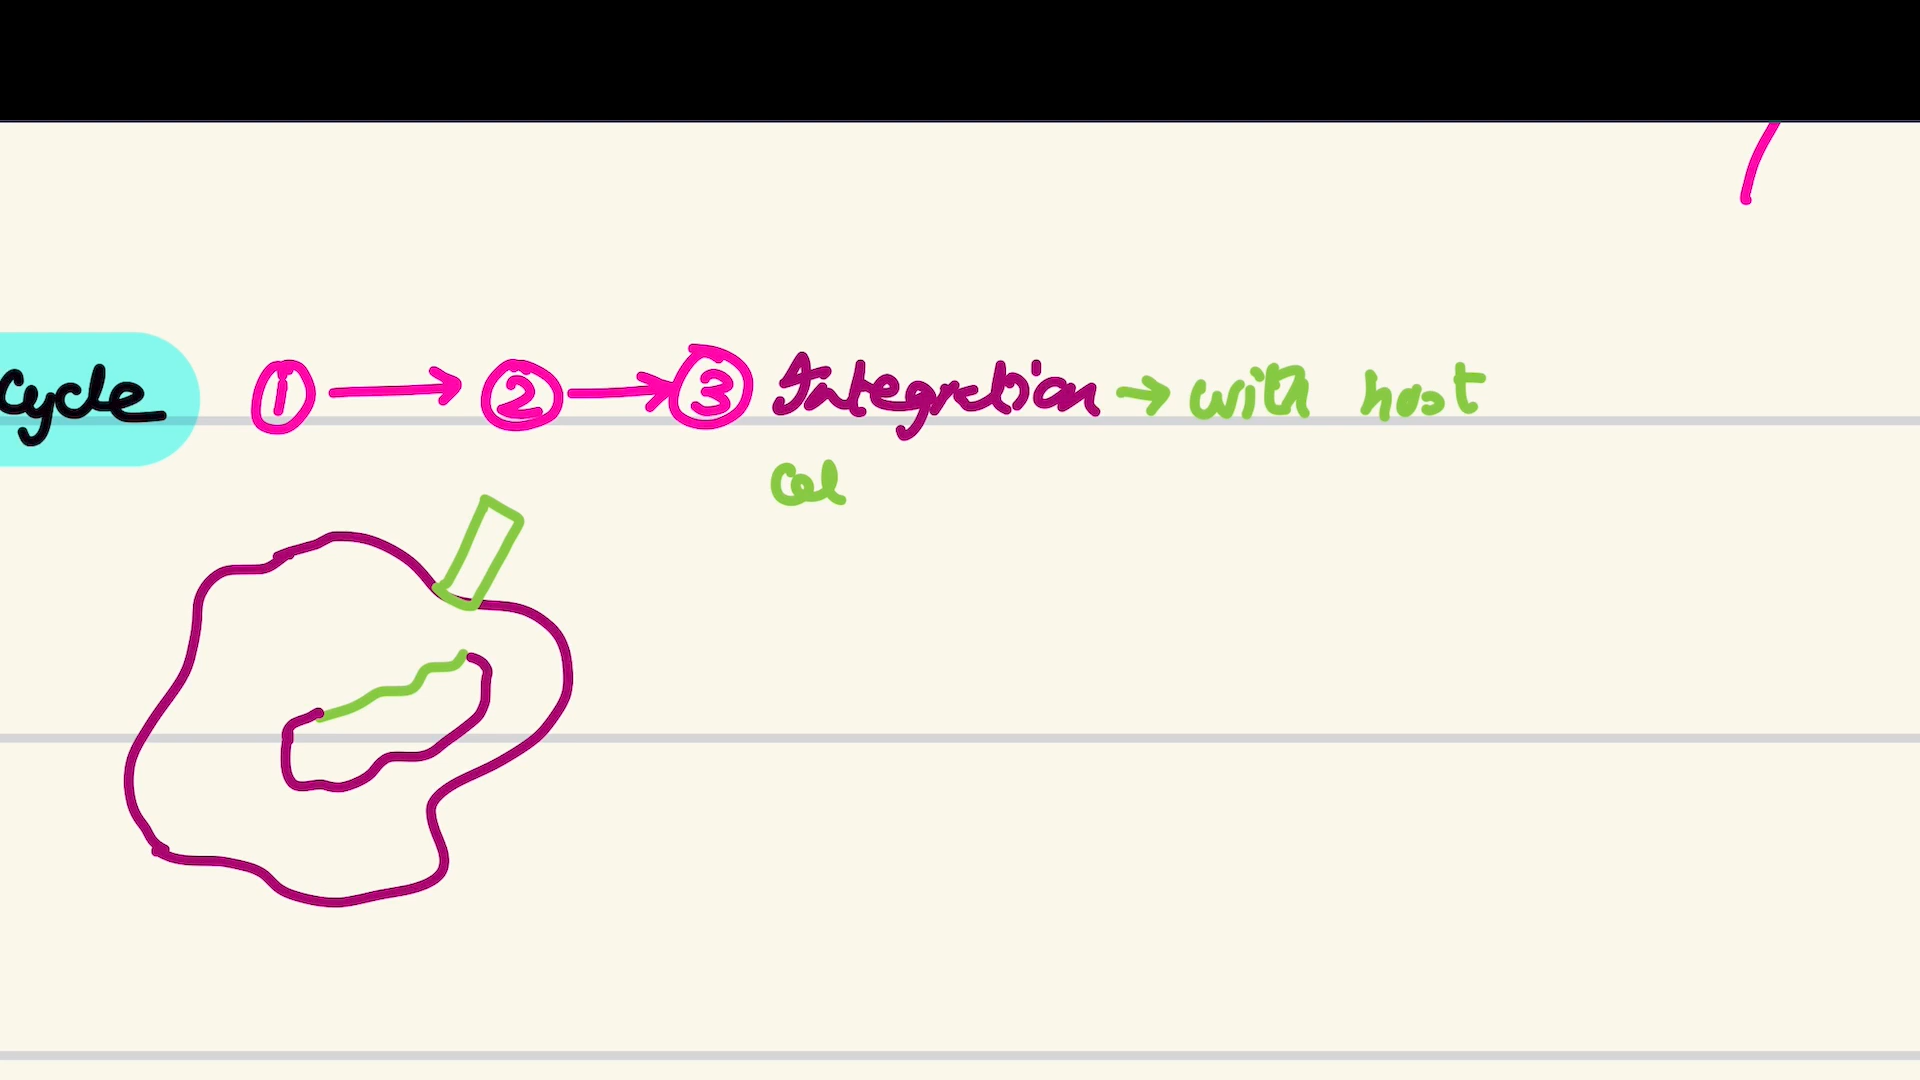 Cycle ① → ② → ③ Integration → with host
Cel